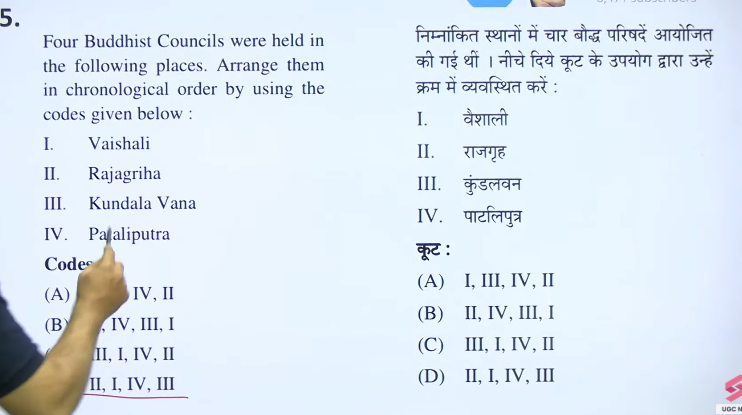 5.
Four Buddhist Councils were held in
the following places. Arrange them
in chronological order by using the
codes given below :
I. Vaishali
II. Rajagriha
III. Kundala Vana
IV. Pataliputra
Codes
(A) IV, II
(B) , IV, III, I
III, I, IV, II
II, I, IV, III
निम्नांकित स्थानों में चार बौद्ध परिषदें आयोजित
की गई थीं । नीचे दिये कूट के उपयोग द्वारा उन्हें
क्रम में व्यवस्थित करें :
I. वैशाली
II. राजगृह
III. कुंडलवन
IV. पाटलिपुत्र
कूट :
(A) I, III, IV, II
(B) II, IV, III, I
(C) III, I, IV, II
(D) II, I, IV, III
UGC N